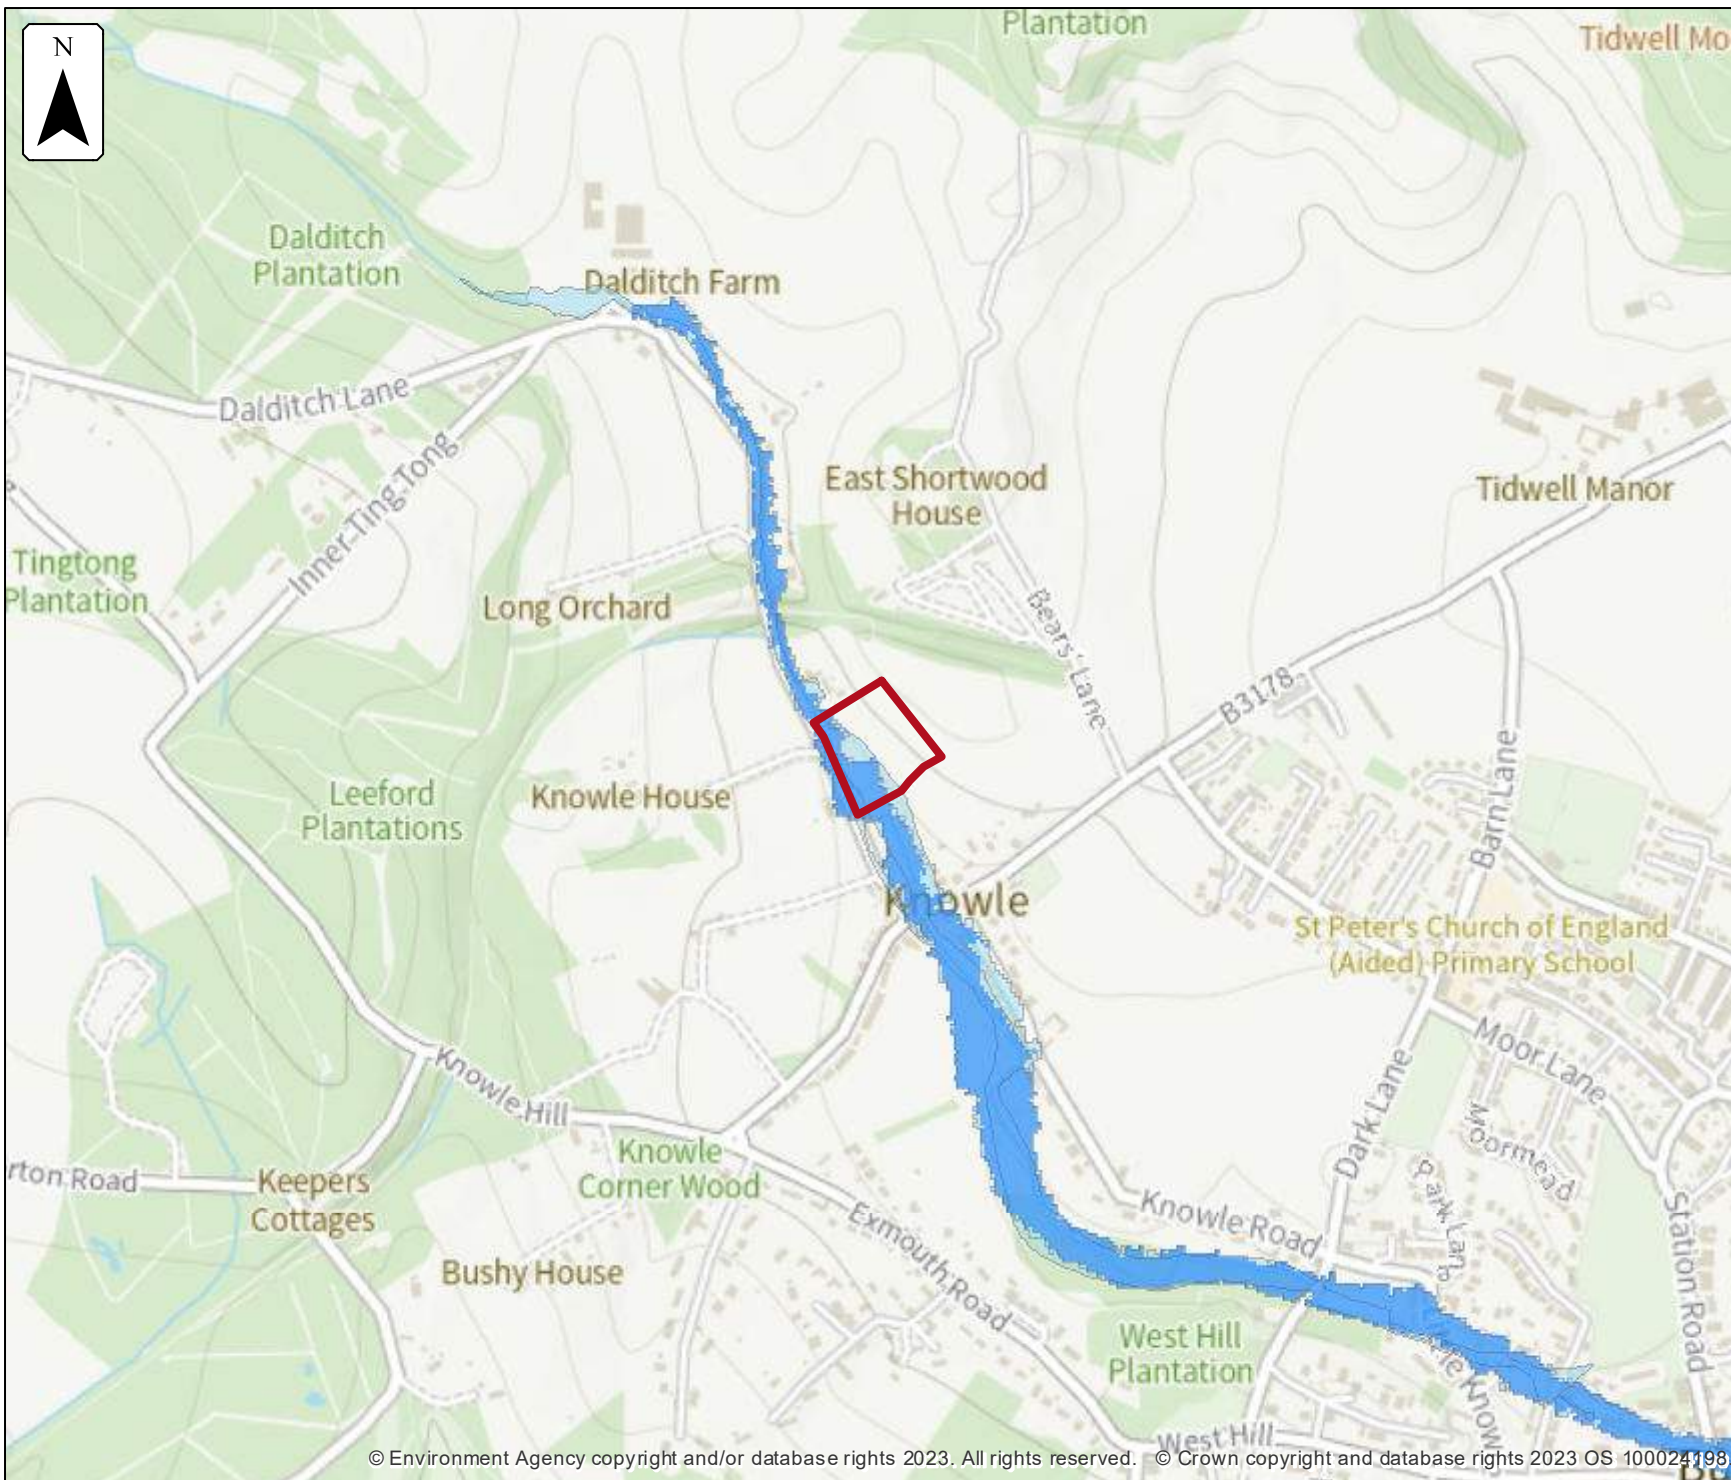 N
Plantation
Tidwell Mo
Dalditch
Plantation
Dalditch Farm
Dalditch Lane
Inner Ting Tong
East Shortwood
House
Tidwell Manor
Tingtong
Plantation
Long Orchard
Bears' Lane
B3178
Barn Lane
Leeford
Plantations
Knowle House
Knowle
St Peter's Church of England
(Aided) Primary School
Moor Lane
Knowle Hill
Dark Lane
Moormead
Knowle
Corner Wood
rton Road
Keepers
Cottages
Park Lane
Knowle Road
Station Road
Exmouth Road
Bushy House
West Hill
Plantation
Know
West Hill
© Environment Agency copyright and/or database rights 2023. All rights reserved. © Crown copyright and database rights 2023 OS 100024198